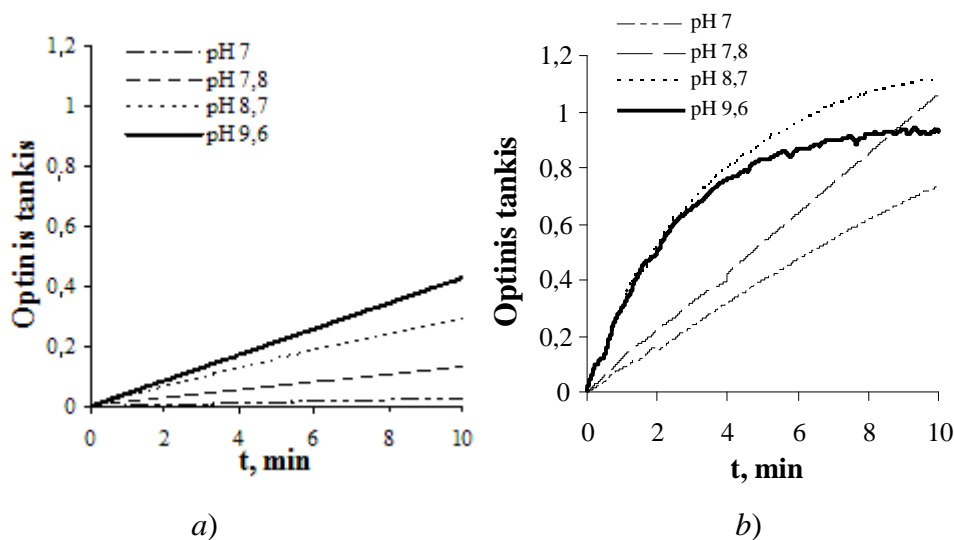 pH 7
pH 7,8
pH 8,7
pH 9,6
1,2
1
0,8
0,6
0,4
0,2
0
Optinis tankis
0 2 4 6 8 10
t, min
a)
pH 7
pH 7,8
pH 8,7
pH 9,6
1,2
1
0,8
0,6
0,4
0,2
0
Optinis tankis
0 2 4 6 8 10
t, min
b)